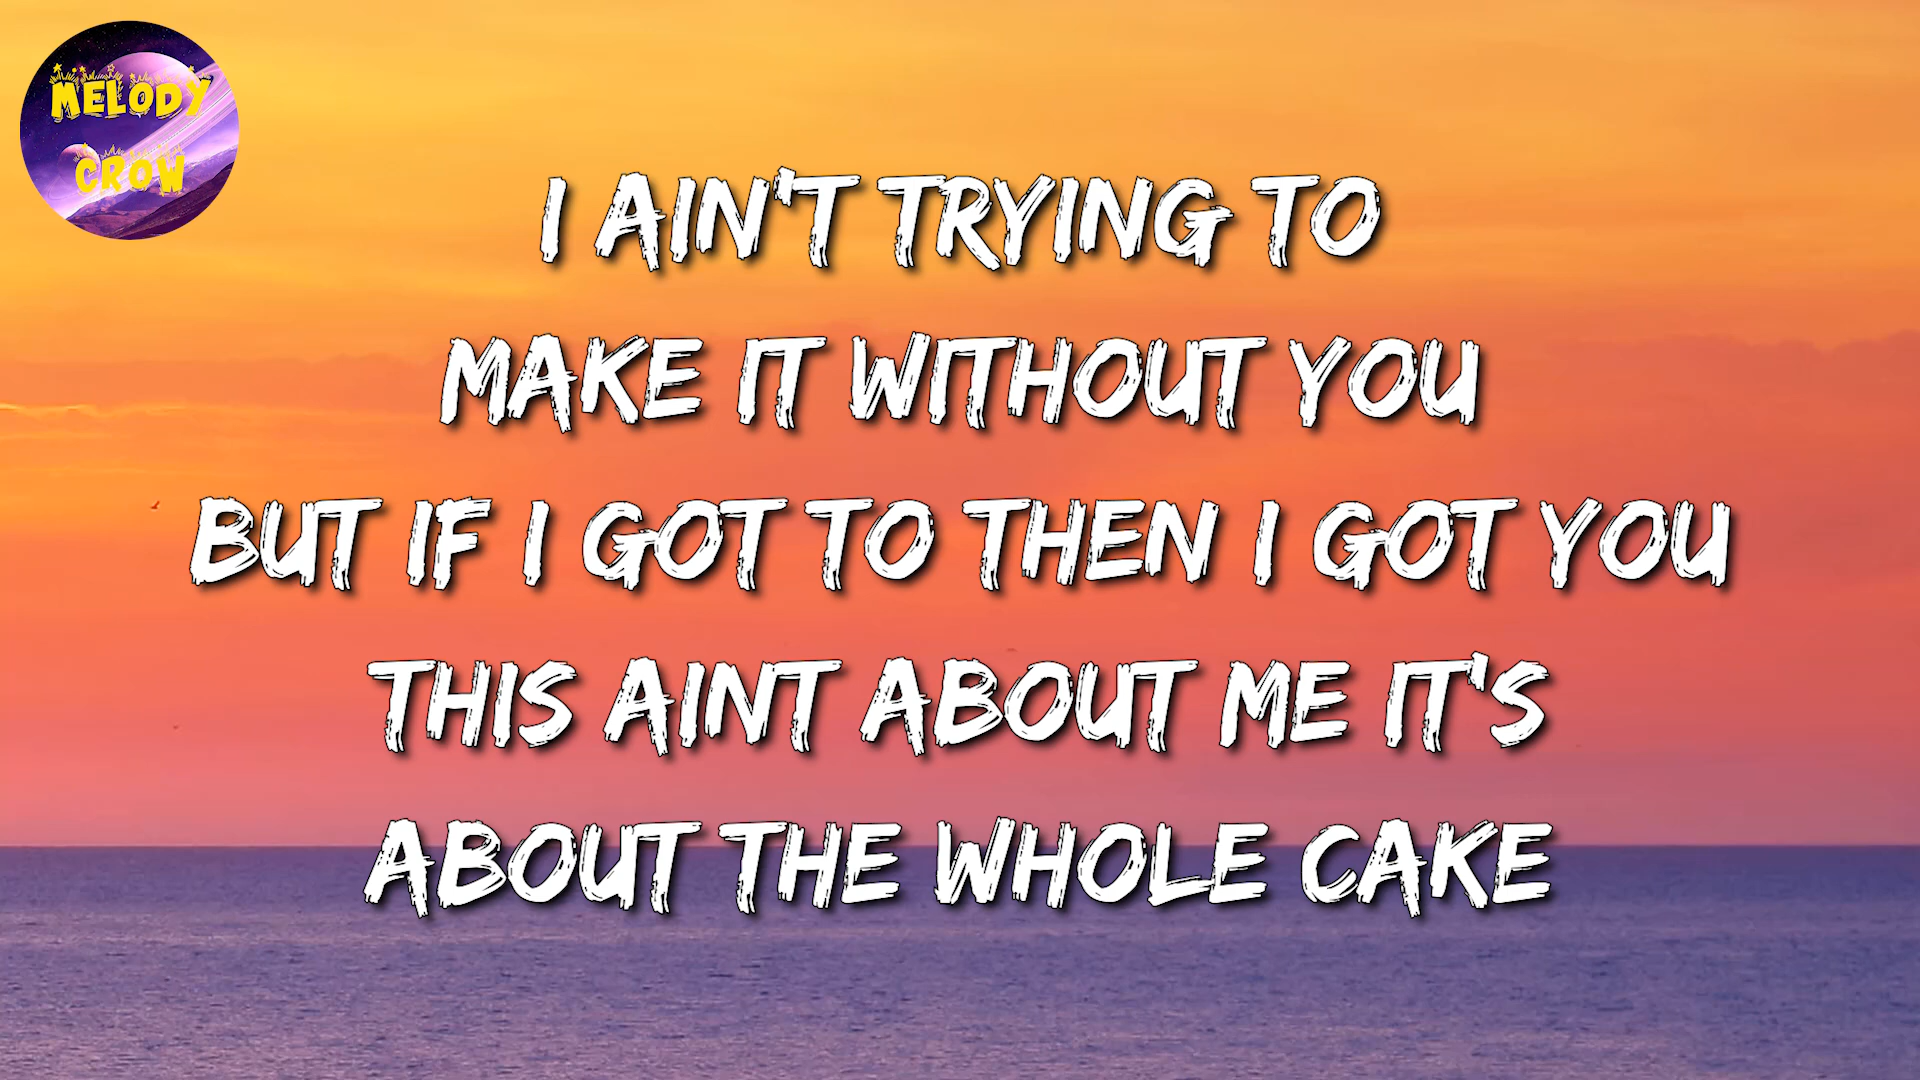 MELODY
CROW
I AIN'T TRYING TO
MAKE IT WITHOUT YOU
BUT IF I GOT TO THEN I GOT YOU
THIS AINT ABOUT ME IT'S
ABOUT THE WHOLE CAKE